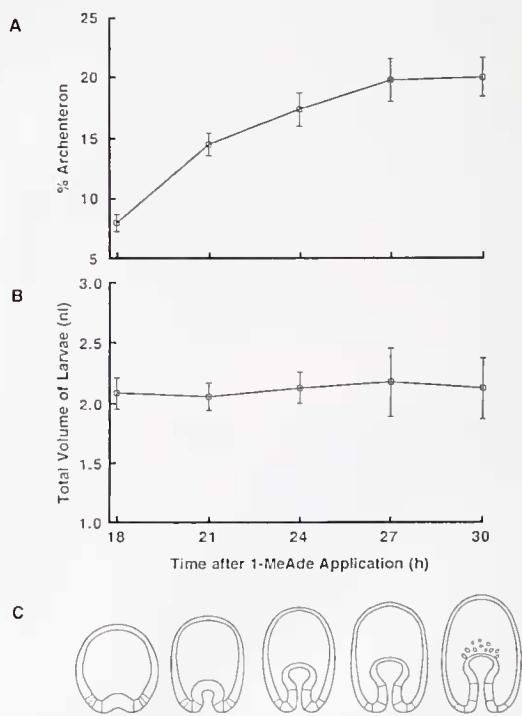 A
25
20
15
10
5
% Archenteron
B
3.0
2.5
2.0
1.5
1.0
Total Volume of Larvae (nl)
18 21 24 27 30
Time after 1-MeAde Application (h)
C